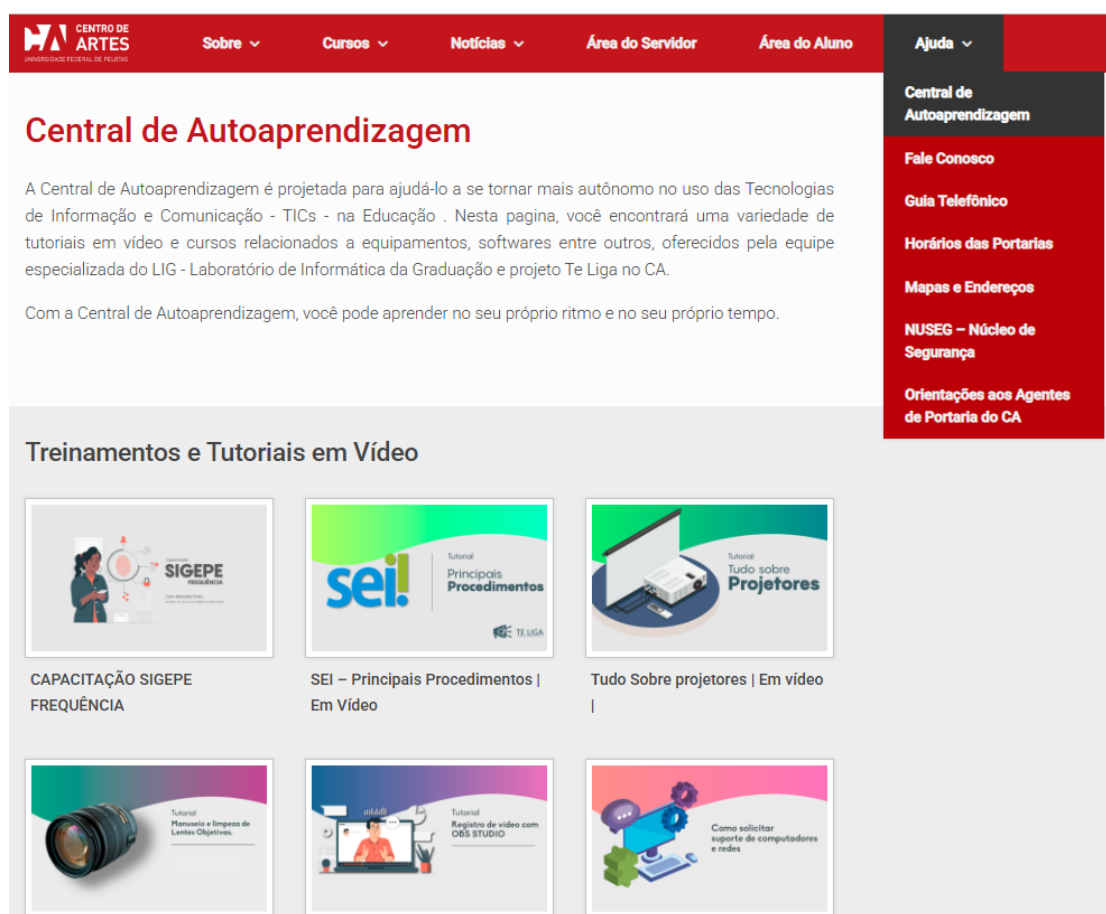 CENTRO DE
ARTES
UNIVERSIDADE FEDERAL DE PELOTAS
Sobre
Cursos
Notícias
Área do Servidor
Área do Aluno
Ajuda
Central de
Autoaprendizagem
Fale Conosco
Guia Telefônico
Horários das Portarias
Mapas e Endereços
NUSEG – Núcleo de
Segurança
Orientações aos Agentes
de Portaria do CA
Central de Autoaprendizagem
A Central de Autoaprendizagem é projetada para ajudá-lo a se tornar mais autônomo no uso das Tecnologias
de Informação e Comunicação - TICs - na Educação . Nesta pagina, você encontrará uma variedade de
tutoriais em vídeo e cursos relacionados a equipamentos, softwares entre outros, oferecidos pela equipe
especializada do LIG - Laboratório de Informática da Graduação e projeto Te Liga no CA.
Com a Central de Autoaprendizagem, você pode aprender no seu próprio ritmo e no seu próprio tempo.
Treinamentos e Tutoriais em Vídeo
Capacitação
SIGEPE
FREQUÊNCIA
CAPACITAÇÃO SIGEPE
FREQUÊNCIA
sei!
Tutorial
Principais
Procedimentos
TE LIGA
SEI – Principais Procedimentos |
Em Vídeo
Tutorial
Tudo sobre
Projetores
Tudo Sobre projetores | Em vídeo
|
Tutorial
Manuseio e limpeza de
Lentes Objetivas.
Tutorial
Registro de vídeo com
OBS STUDIO
Como solicitar
suporte de computadores
e redes